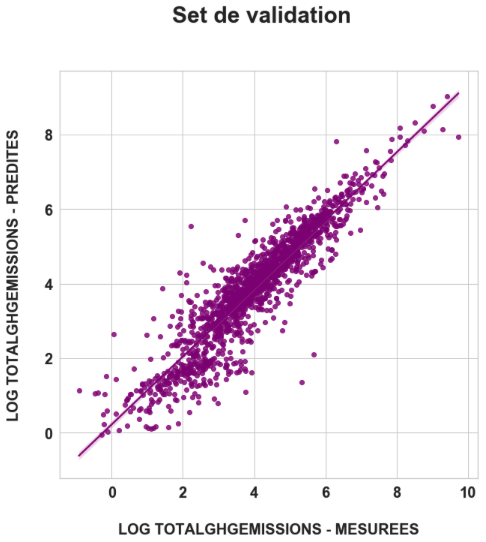 Set de validation
LOG TOTALGHGEMISSIONS - PREDITES
8
6
4
2
0
0 2 4 6 8 10
LOG TOTALGHGEMISSIONS - MESUREES